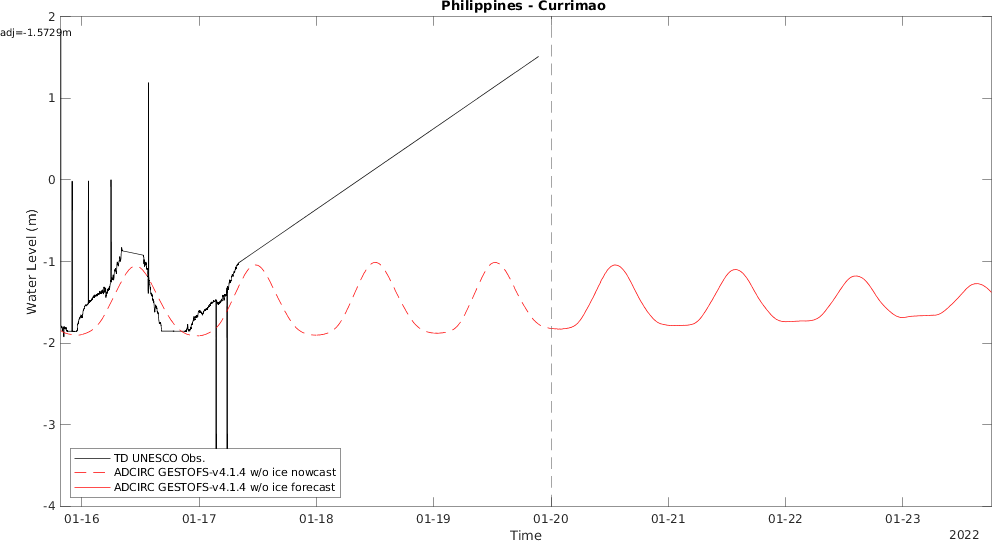 Philippines - Currimao
adj=-1.5729m
2
1
0
-1
-2
-3
-4
Water Level (m)
TD UNESCO Obs.
ADCIRC GESTOFS-v4.1.4 w/o ice nowcast
ADCIRC GESTOFS-v4.1.4 w/o ice forecast
01-16 01-17 01-18 01-19 01-20 01-21 01-22 01-23
Time
2022